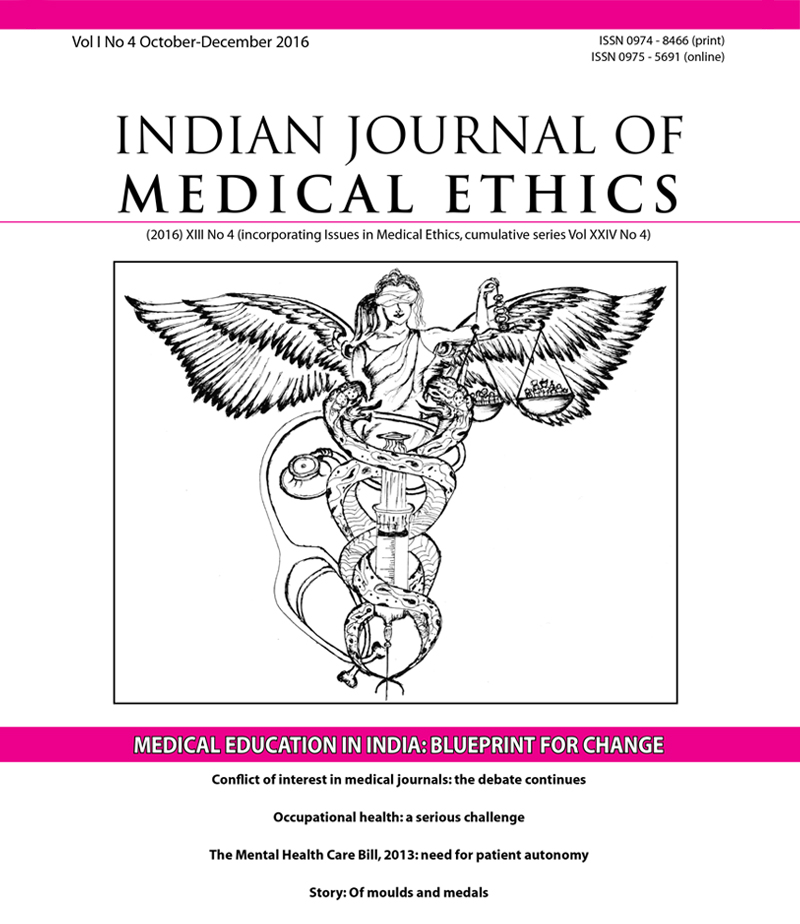 Vol I No 4 October-December 2016
ISSN 0974 - 8466 (print)
ISSN 0975 - 5691 (online)
INDIAN JOURNAL OF
MEDICAL ETHICS
(2016) XIII No 4 (incorporating Issues in Medical Ethics, cumulative series Vol XXIV No 4)
MEDICAL EDUCATION IN INDIA: BLUEPRINT FOR CHANGE
Conflict of interest in medical journals: the debate continues
Occupational health: a serious challenge
The Mental Health Care Bill, 2013: need for patient autonomy
Story: Of moulds and medals